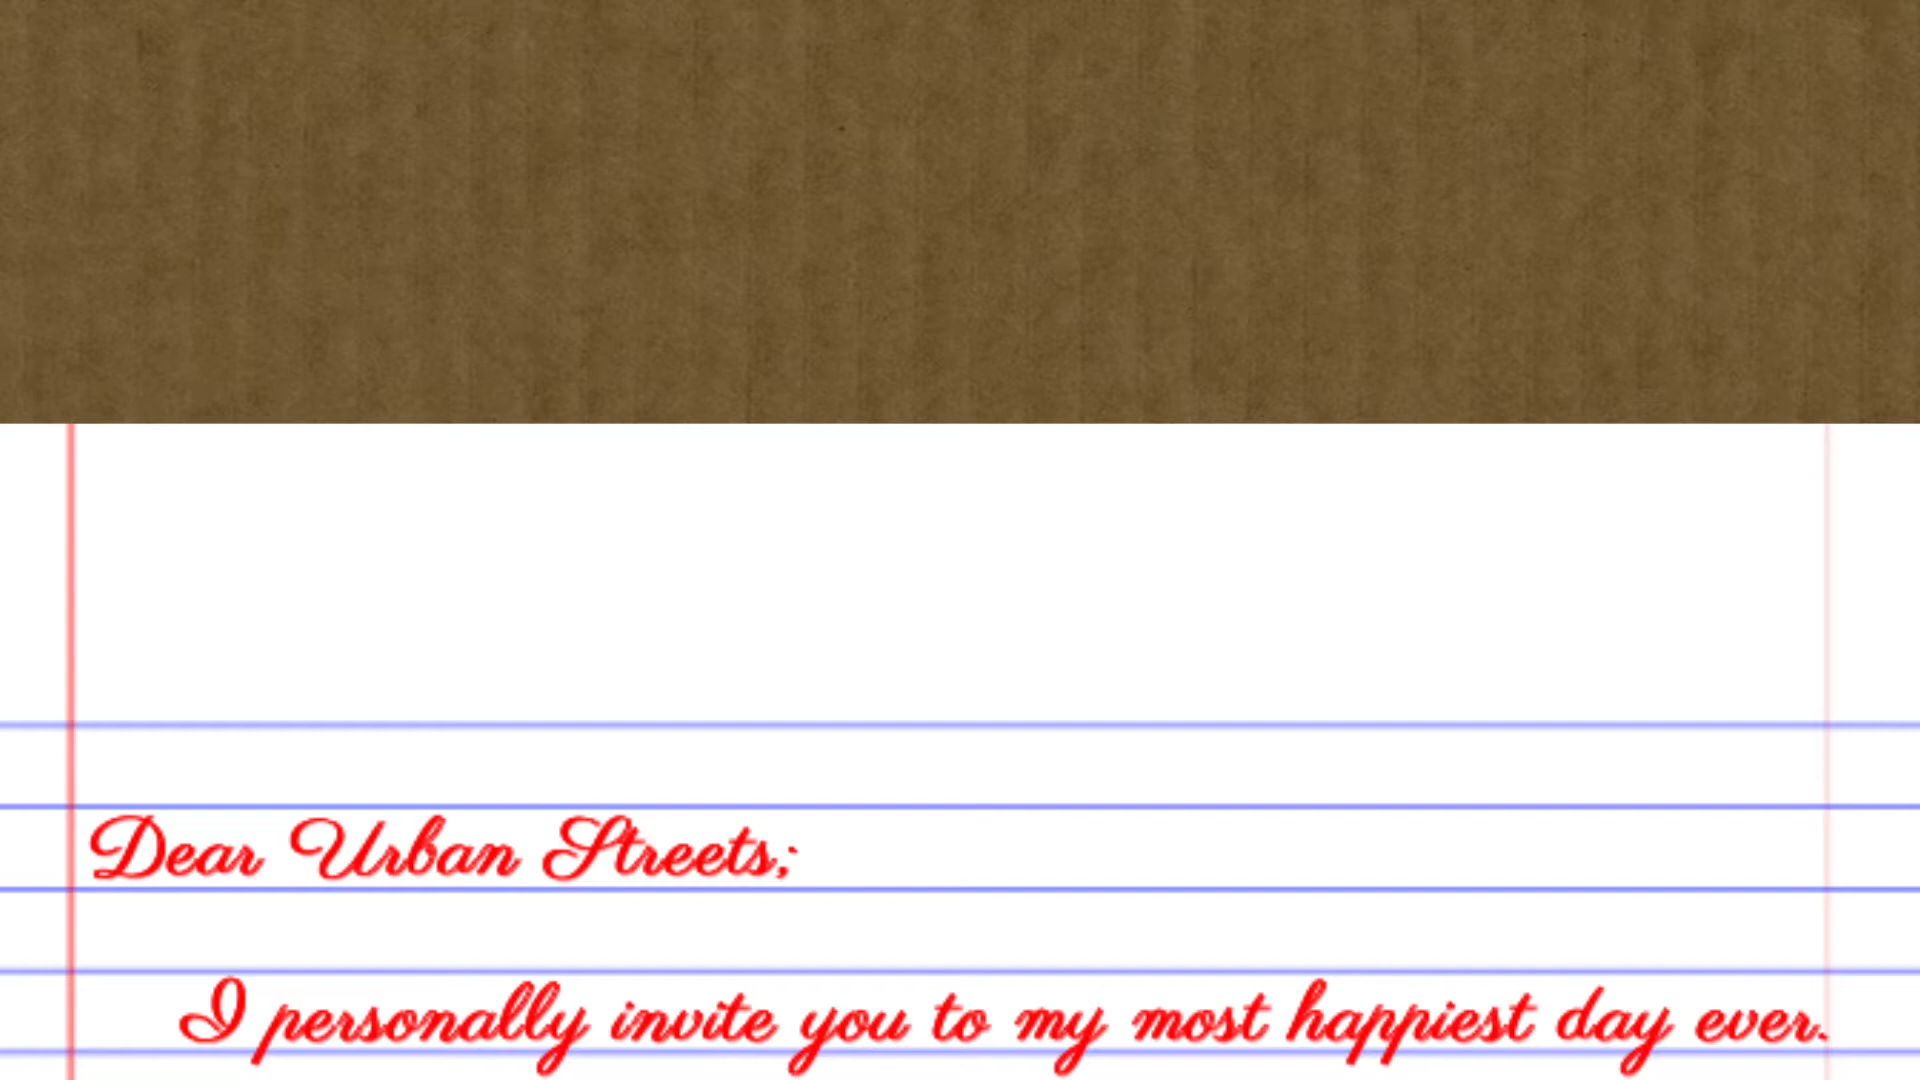 Dear Urban Streets;
I personally invite you to my most happiest day ever.